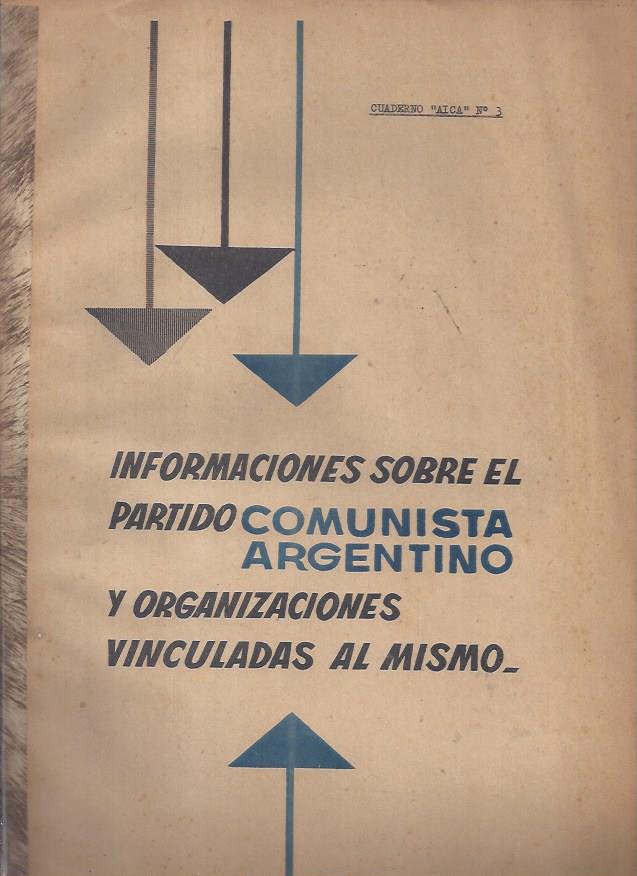 CUADERNO "AICA" Nº 3
INFORMACIONES SOBRE EL
PARTIDO COMUNISTA
ARGENTINO
Y ORGANIZACIONES
VINCULADAS AL MISMO_